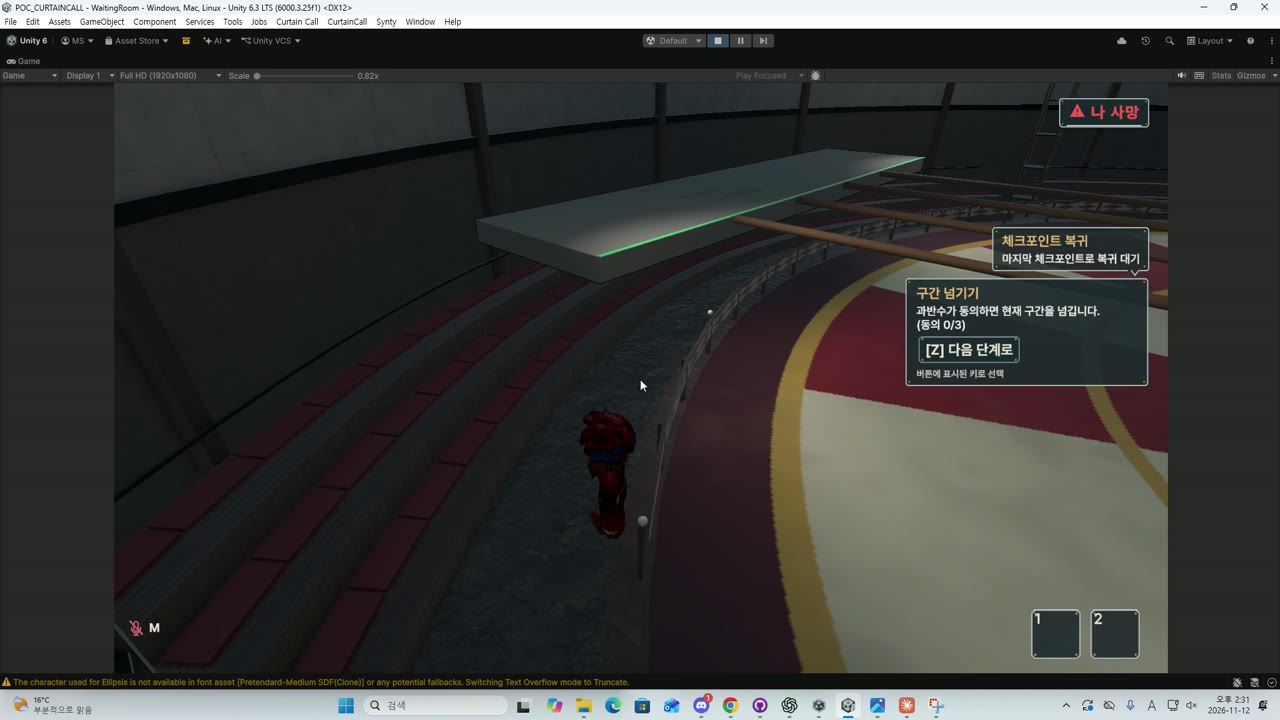 POC_CURTAINCALL - WaitingRoom - Windows, Mac, Linux - Unity 6.3 LTS (6000.3.25f1) <DX12>
File Edit Assets GameObject Component Services Tools Jobs Curtain Call CurtainCall Synty Window Help
Unity 6 MS Asset Store AI Unity VCS Default Layout
Game
Game Display 1 Full HD (1920x1080) Scale 0.82x Play Focused Stats Gizmos
나 사망
체크포인트 복귀
마지막 체크포인트로 복귀 대기
구간 넘기기
과반수가 동의하면 현재 구간을 넘깁니다.
(동의 0/3)
[Z] 다음 단계로
버튼에 표시된 키로 선택
M
1 2
The character used for Ellipsis is not available in font asset [Pretendard-Medium SDF(Clone)] or any potential fallbacks. Switching Text Overflow mode to Truncate.
16°C
부분적으로 맑음
검색
1
A
오후 2:31
2026-11-12